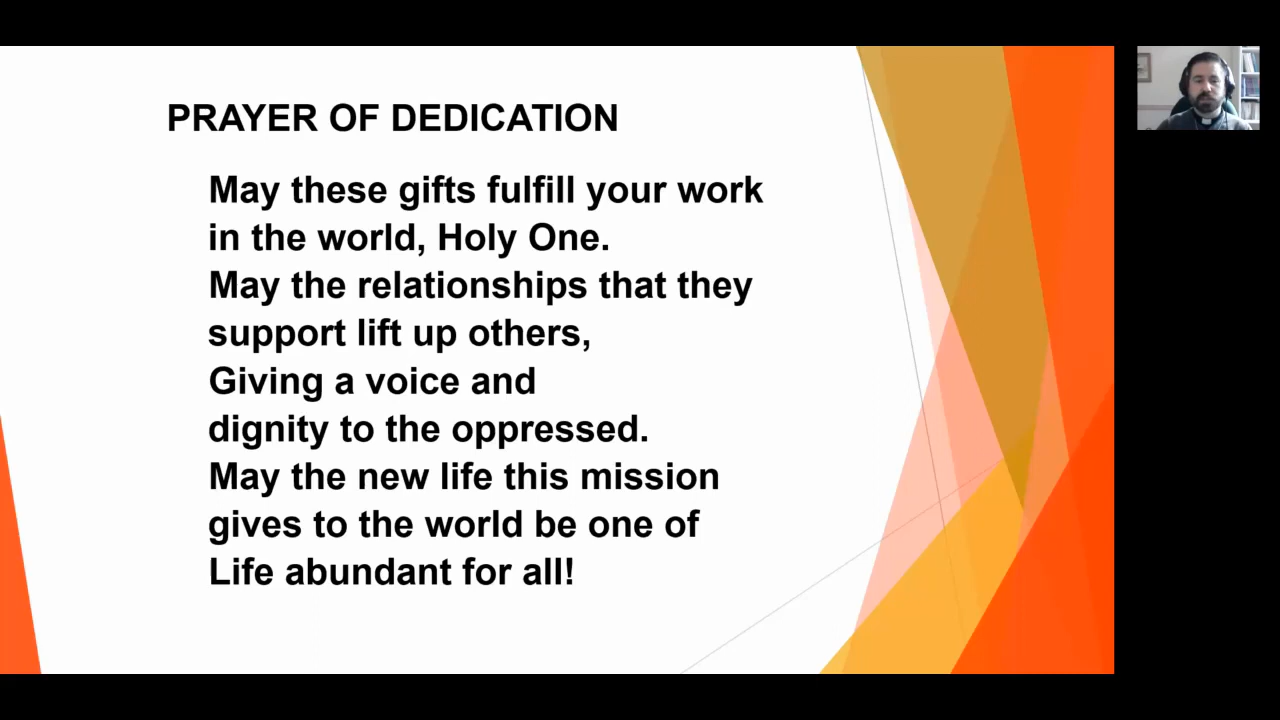 PRAYER OF DEDICATION
May these gifts fulfill your work
in the world, Holy One.
May the relationships that they
support lift up others,
Giving a voice and
dignity to the oppressed.
May the new life this mission
gives to the world be one of
Life abundant for all!